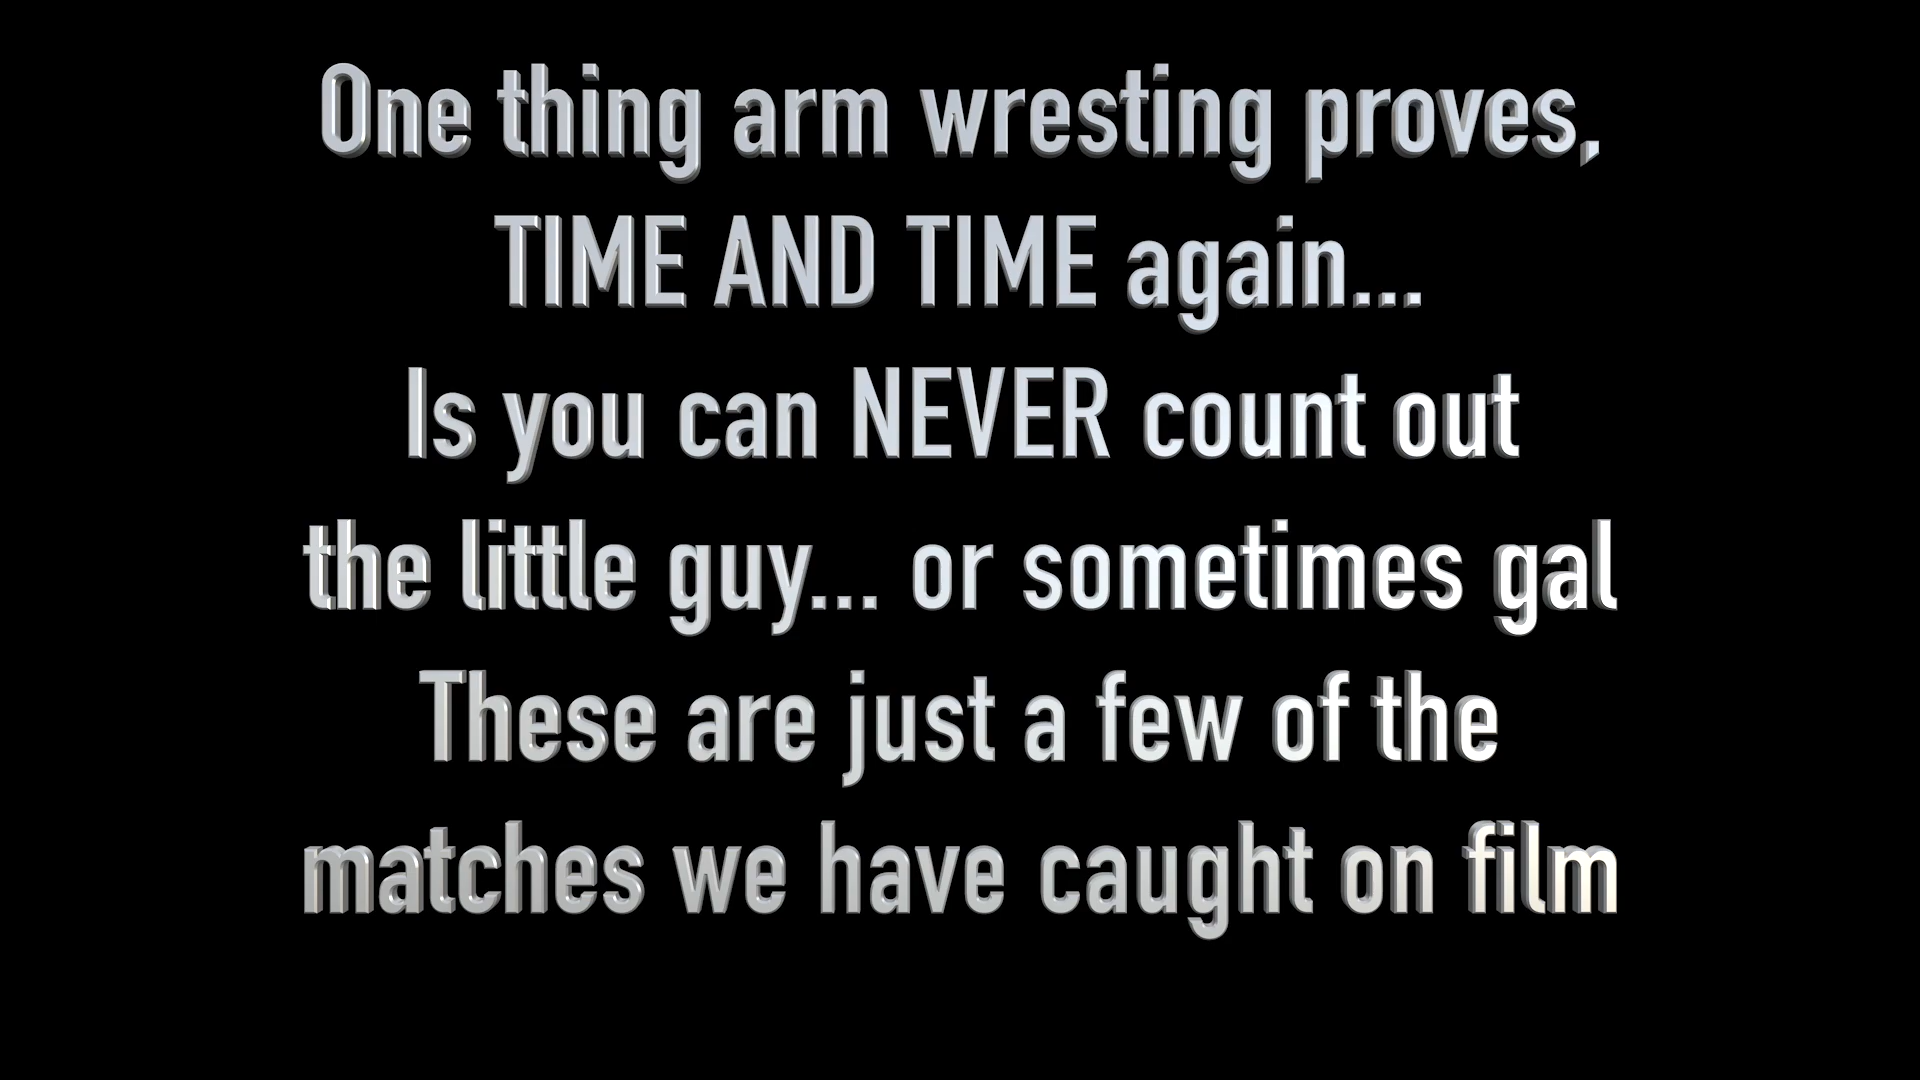 One thing arm wresting proves,
TIME AND TIME again...
Is you can NEVER count out
the little guy... or sometimes gal
These are just a few of the
matches we have caught on film